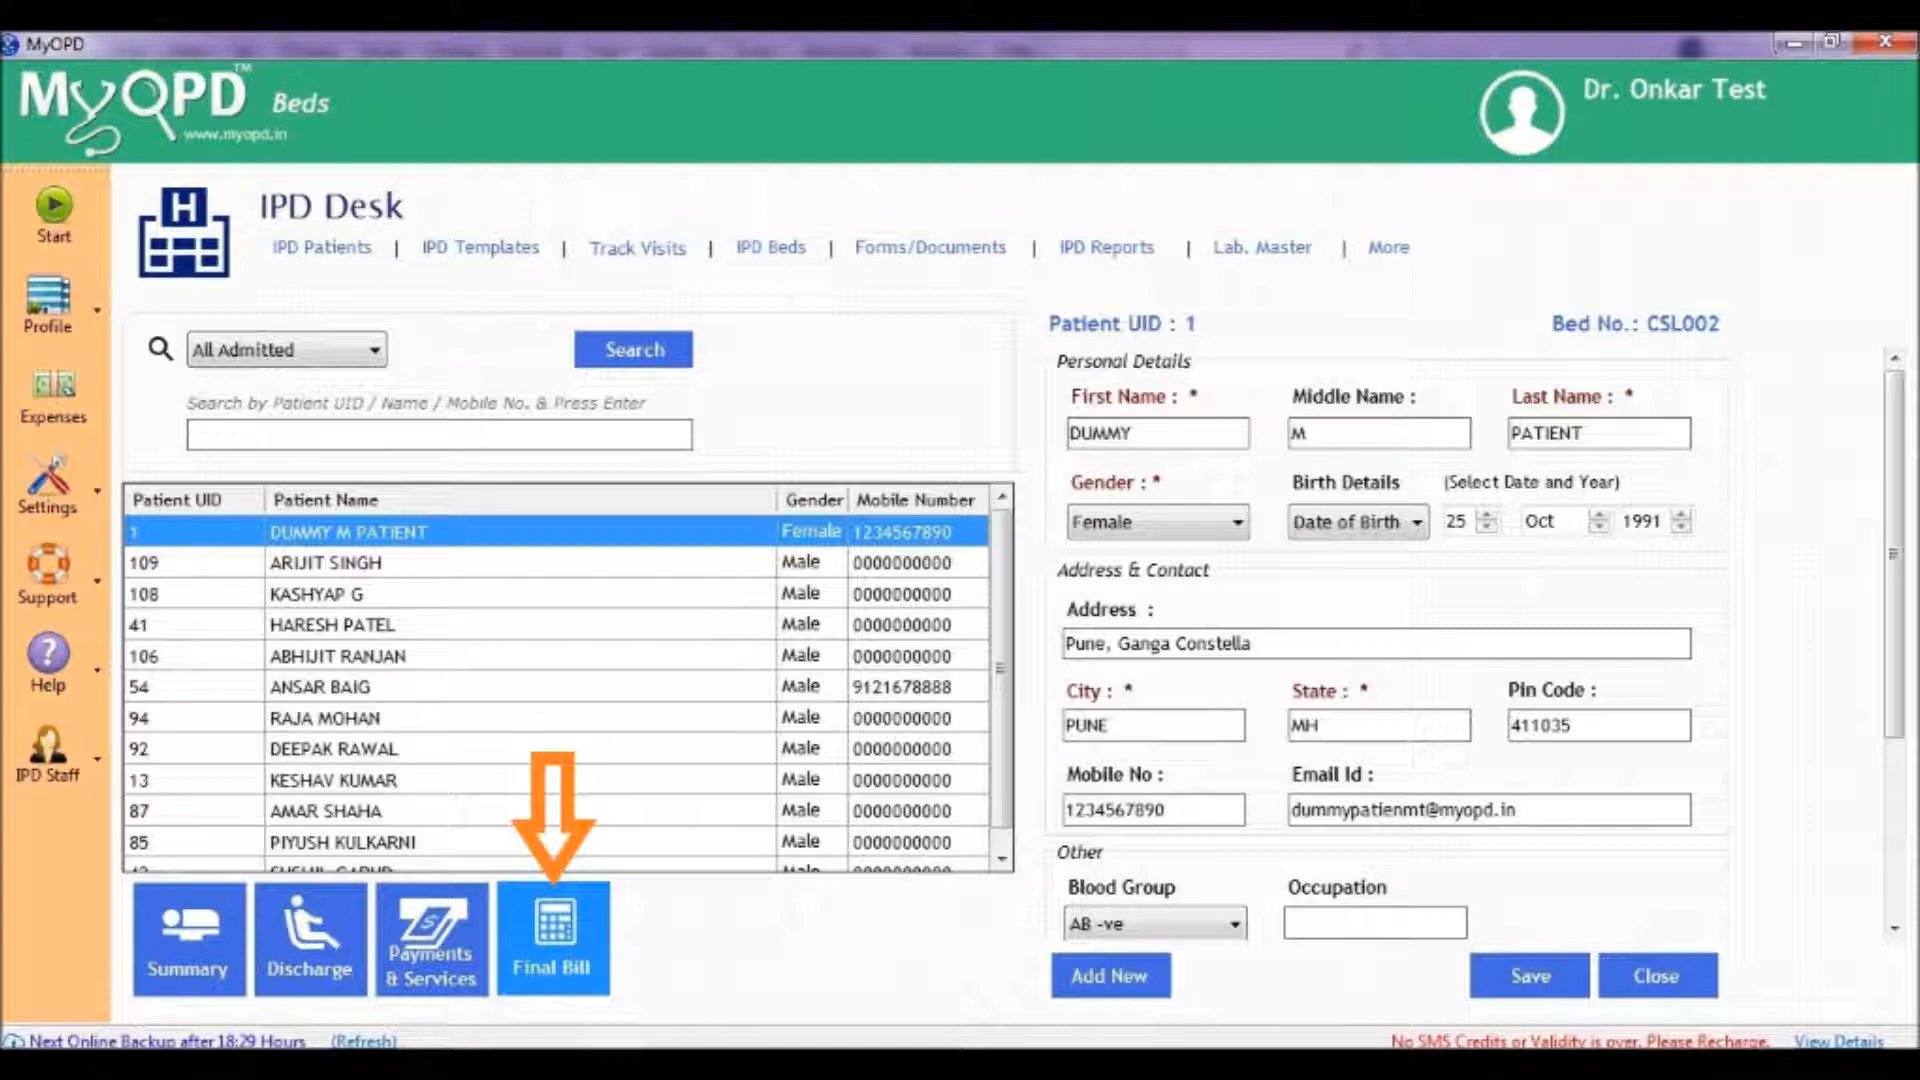 MyOPD
MyOPD™ Beds
www.myopd.in
Dr. Onkar Test
Start
Profile
Expenses
Settings
Support
Help
IPD Staff
IPD Desk
IPD Patients | IPD Templates | Track Visits | IPD Beds | Forms/Documents | IPD Reports | Lab. Master | More
All Admitted
Search
Search by Patient UID / Name / Mobile No. & Press Enter
Patient UID Patient Name Gender Mobile Number
1 DUMMY M PATIENT Female 1234567890
109 ARIJIT SINGH Male 0000000000
108 KASHYAP G Male 0000000000
41 HARESH PATEL Male 0000000000
106 ABHIJIT RANJAN Male 0000000000
54 ANSAR BAIG Male 9121678888
94 RAJA MOHAN Male 0000000000
92 DEEPAK RAWAL Male 0000000000
13 KESHAV KUMAR Male 0000000000
87 AMAR SHAHA Male 0000000000
85 PIYUSH KULKARNI Male 0000000000
Summary
Discharge
Payments
& Services
Final Bill
Patient UID : 1
Bed No.: CSL002
Personal Details
First Name : * Middle Name : Last Name : *
DUMMY M PATIENT
Gender : * Birth Details (Select Date and Year)
Female Date of Birth 25 Oct 1991
Address & Contact
Address :
Pune, Ganga Constella
City : * State : * Pin Code :
PUNE MH 411035
Mobile No : Email Id :
1234567890 dummypatienmt@myopd.in
Other
Blood Group Occupation
AB -ve
Add New Save Close
Next Online Backup after 18:29 Hours (Refresh)
No SMS Credits or Validity is over. Please Recharge. View Details